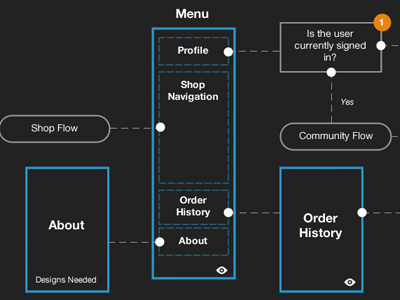 Menu
1
Profile
Is the user
currently signed
in?
Shop
Navigation
Yes
Shop Flow
Community Flow
Order
History
About
About
Designs Needed
Order
History